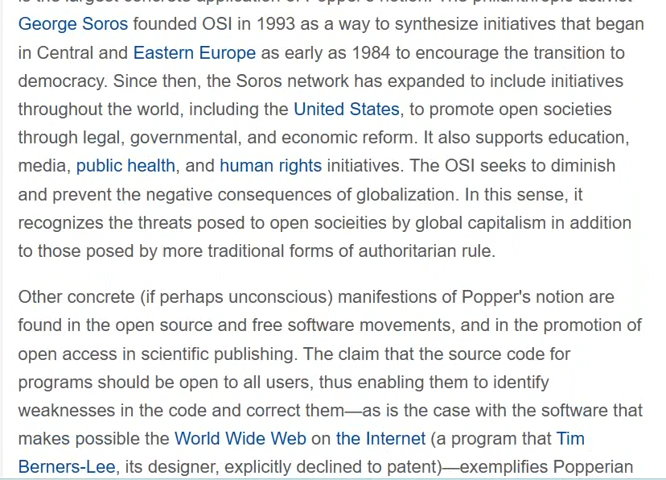 is the largest concrete application of Popper's notion. The philanthropic activist
George Soros founded OSI in 1993 as a way to synthesize initiatives that began
in Central and Eastern Europe as early as 1984 to encourage the transition to
democracy. Since then, the Soros network has expanded to include initiatives
throughout the world, including the United States, to promote open societies
through legal, governmental, and economic reform. It also supports education,
media, public health, and human rights initiatives. The OSI seeks to diminish
and prevent the negative consequences of globalization. In this sense, it
recognizes the threats posed to open socieities by global capitalism in addition
to those posed by more traditional forms of authoritarian rule.
Other concrete (if perhaps unconscious) manifestations of Popper's notion are
found in the open source and free software movements, and in the promotion of
open access in scientific publishing. The claim that the source code for
programs should be open to all users, thus enabling them to identify
weaknesses in the code and correct them—as is the case with the software that
makes possible the World Wide Web on the Internet (a program that Tim
Berners-Lee, its designer, explicitly declined to patent)—exemplifies Popperian